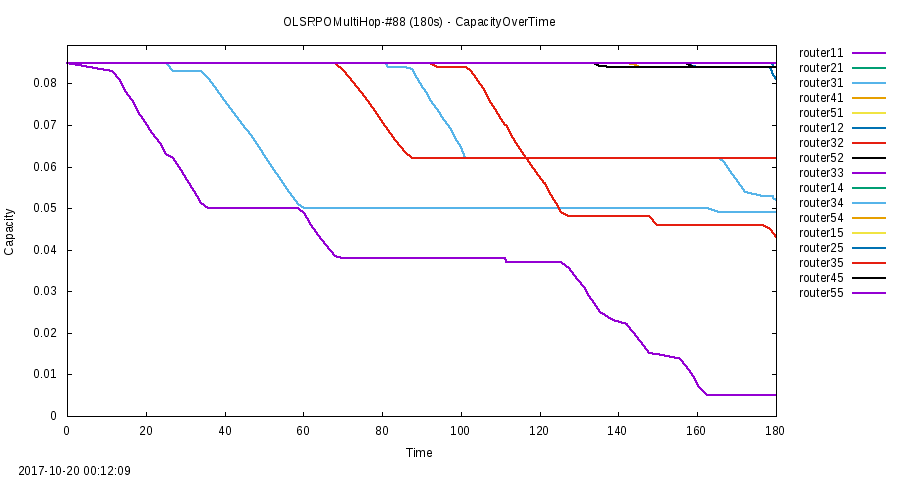 OLSRPOMultiHop-#88 (180s) - CapacityOverTime
router11
router21
router31
router41
router51
router12
router32
router52
router33
router14
router34
router54
router15
router25
router35
router45
router55
Capacity
0.08
0.07
0.06
0.05
0.04
0.03
0.02
0.01
0
0 20 40 60 80 100 120 140 160 180
Time
2017-10-20 00:12:09